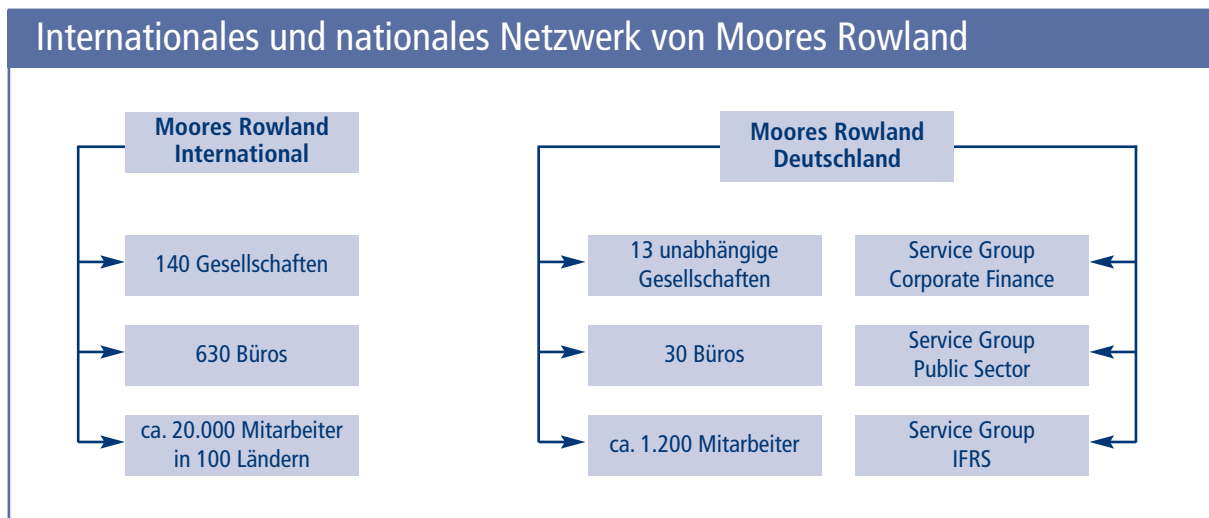 Internationales und nationales Netzwerk von Moores Rowland
Moores Rowland
International
140 Gesellschaften
630 Büros
ca. 20.000 Mitarbeiter
in 100 Ländern
Moores Rowland
Deutschland
13 unabhängige
Gesellschaften
30 Büros
ca. 1.200 Mitarbeiter
Service Group
Corporate Finance
Service Group
Public Sector
Service Group
IFRS